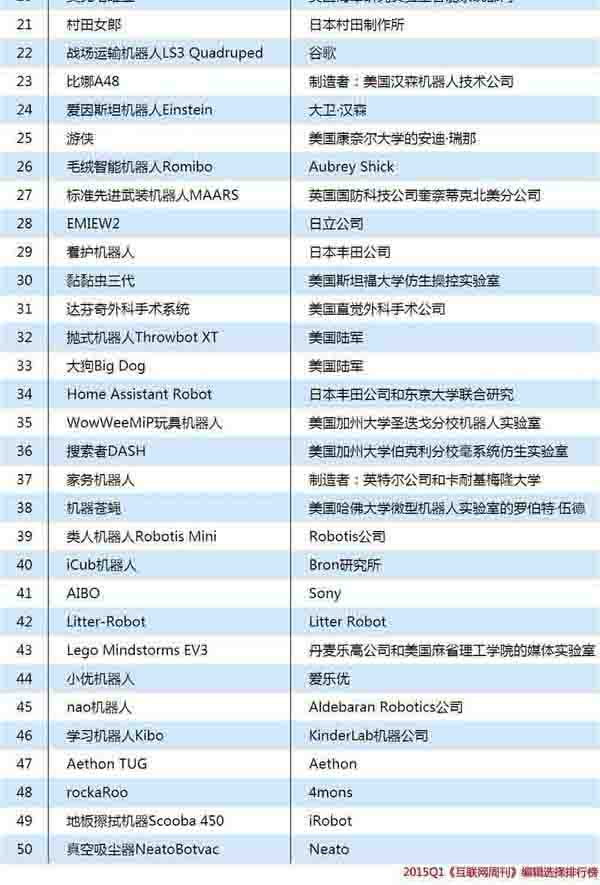 21 村田女郎 日本村田制作所
22 战场运输机器人LS3 Quadruped 谷歌
23 比娜A48 制造者：美国汉森机器人技术公司
24 爱因斯坦机器人Einstein 大卫·汉森
25 游侠 美国康奈尔大学的安迪·瑞那
26 毛绒智能机器人Romibo Aubrey Shick
27 标准先进武装机器人MAARS 英国国防科技公司奎奈蒂克北美分公司
28 EMIEW2 日立公司
29 看护机器人 日本丰田公司
30 黏黏虫三代 美国斯坦福大学仿生操控实验室
31 达芬奇外科手术系统 美国直觉外科手术公司
32 抛式机器人Throwbot XT 美国陆军
33 大狗Big Dog 美国陆军
34 Home Assistant Robot 日本丰田公司和东京大学联合研究
35 WowWeeMiP玩具机器人 美国加州大学圣迭戈分校机器人实验室
36 搜索者DASH 美国加州大学伯克利分校毫系统仿生实验室
37 家务机器人 制造者：英特尔公司和卡耐基梅隆大学
38 机器苍蝇 美国哈佛大学微型机器人实验室的罗伯特·伍德
39 类人机器人Robotis Mini Robotis公司
40 iCub机器人 Bron研究所
41 AIBO Sony
42 Litter-Robot Litter Robot
43 Lego Mindstorms EV3 丹麦乐高公司和美国麻省理工学院的媒体实验室
44 小优机器人 爱乐优
45 nao机器人 Aldebaran Robotics公司
46 学习机器人Kibo KinderLab机器公司
47 Aethon TUG Aethon
48 rockaRoo 4mons
49 地板擦拭机器Scooba 450 iRobot
50 真空吸尘器NeatoBotvac Neato
2015Q1《互联网周刊》编辑选择排行榜